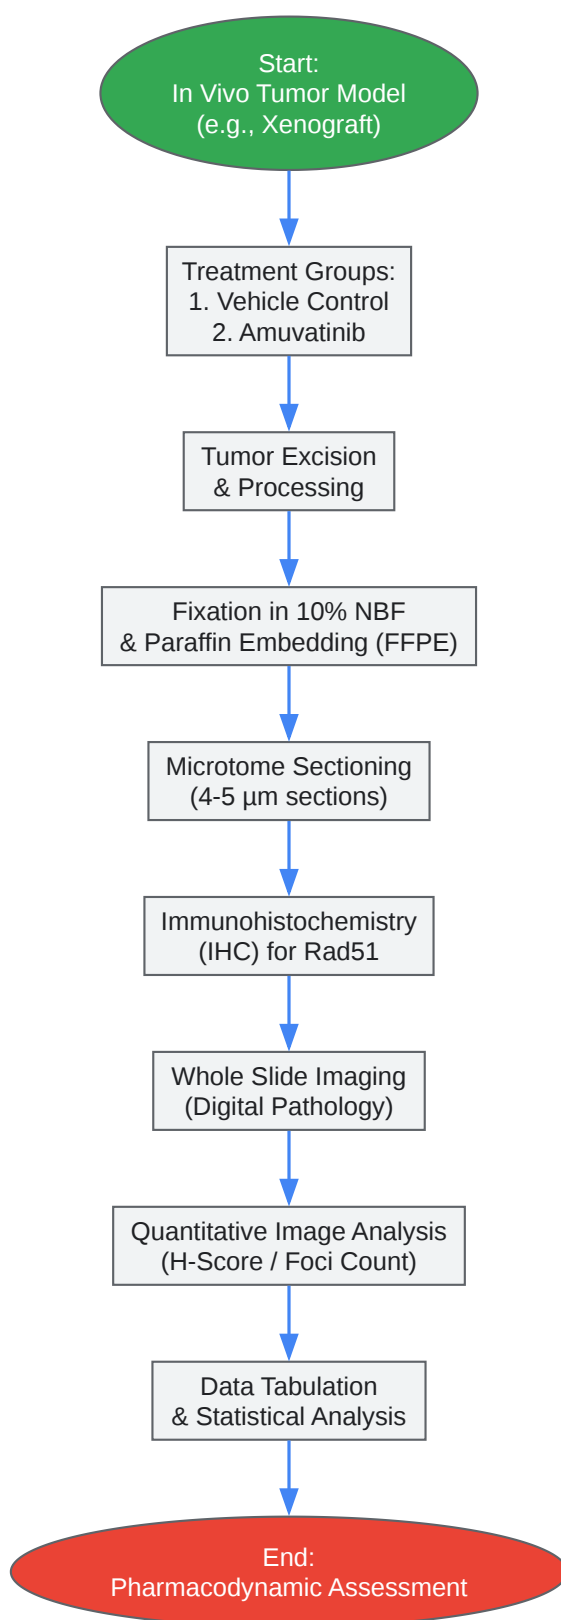 Start:
In Vivo Tumor Model
(e.g., Xenograft)
Treatment Groups:
1. Vehicle Control
2. Amuvatinib
Tumor Excision
& Processing
Fixation in 10% NBF
& Paraffin Embedding (FFPE)
Microtome Sectioning
(4-5 µm sections)
Immunohistochemistry
(IHC) for Rad51
Whole Slide Imaging
(Digital Pathology)
Quantitative Image Analysis
(H-Score / Foci Count)
Data Tabulation
& Statistical Analysis
End:
Pharmacodynamic Assessment